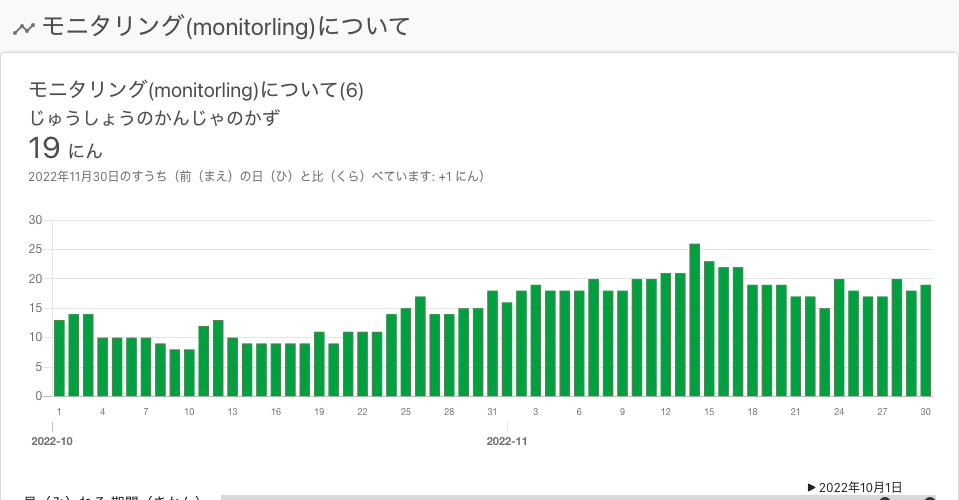 モニタリング(monitorling)について
モニタリング(monitorling)について(6)
じゅうしょうのかんじゃのかず
19 にん
2022年11月30日のすうち（前（まえ）の日（ひ）と比（くら）べています: +1 にん）
30
25
20
15
10
5
0
1 4 7 10 13 16 19 22 25 28 31 3 6 9 12 15 18 21 24 27 30
2022-10 2022-11
▶ 2022年10月1日